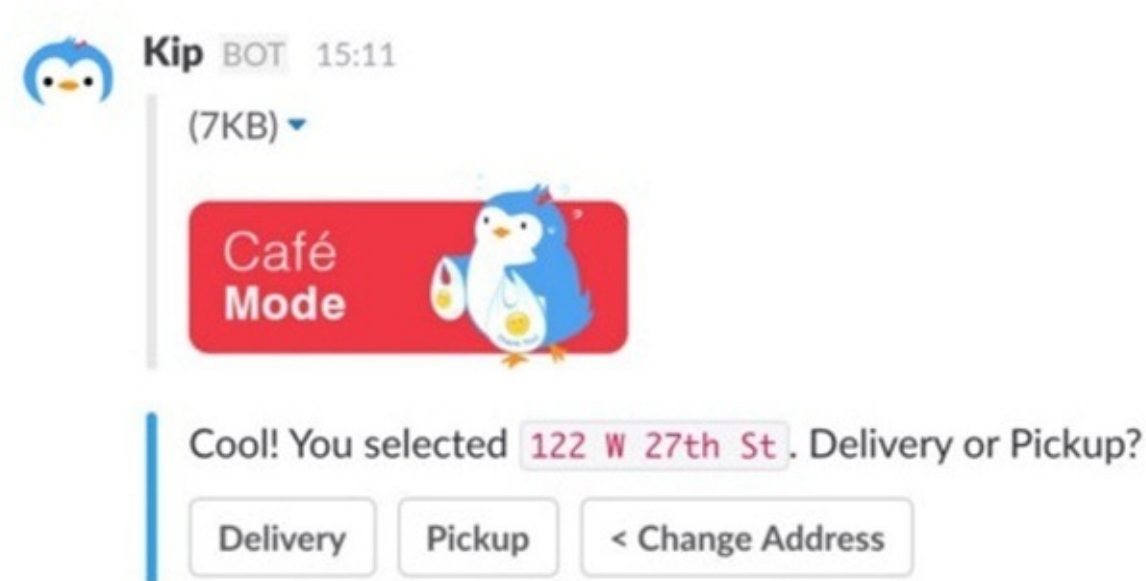 Kip BOT 15:11
(7KB)
Café
Mode
Cool! You selected 122 W 27th St. Delivery or Pickup?
Delivery Pickup < Change Address